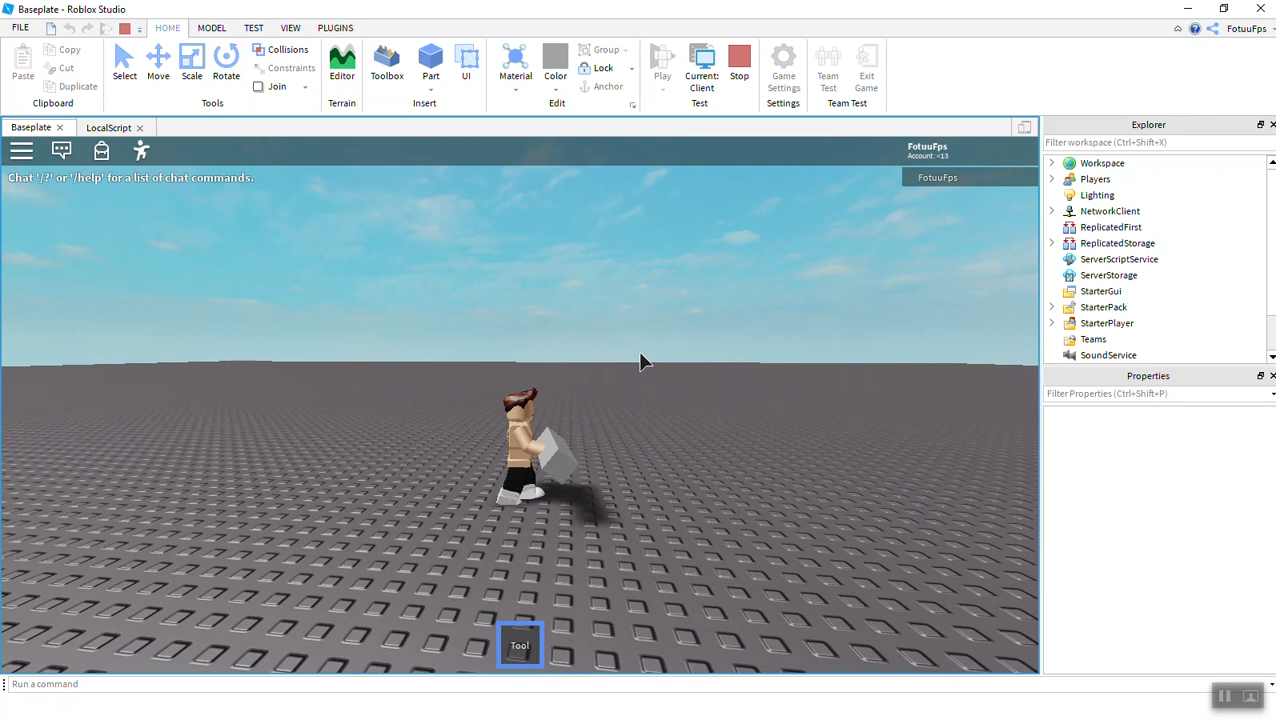 Baseplate - Roblox Studio
FILE HOME MODEL TEST VIEW PLUGINS FotuuFps
Paste Copy Cut Duplicate Select Move Scale Rotate Collisions Constraints Join Editor Toolbox Part UI Material Color Group Lock Anchor Play Current: Client Stop Game Settings Team Test Exit Game
Clipboard Tools Terrain Insert Edit Test Settings Team Test
Baseplate LocalScript
Explorer
Filter workspace (Ctrl+Shift+X)
FotuuFps
Account: <13
Chat '/?' or '/help' for a list of chat commands.
FotuuFps
Workspace
Players
Lighting
NetworkClient
ReplicatedFirst
ReplicatedStorage
ServerScriptService
ServerStorage
StarterGui
StarterPack
StarterPlayer
Teams
SoundService
Properties
Filter Properties (Ctrl+Shift+P)
Tool
Run a command